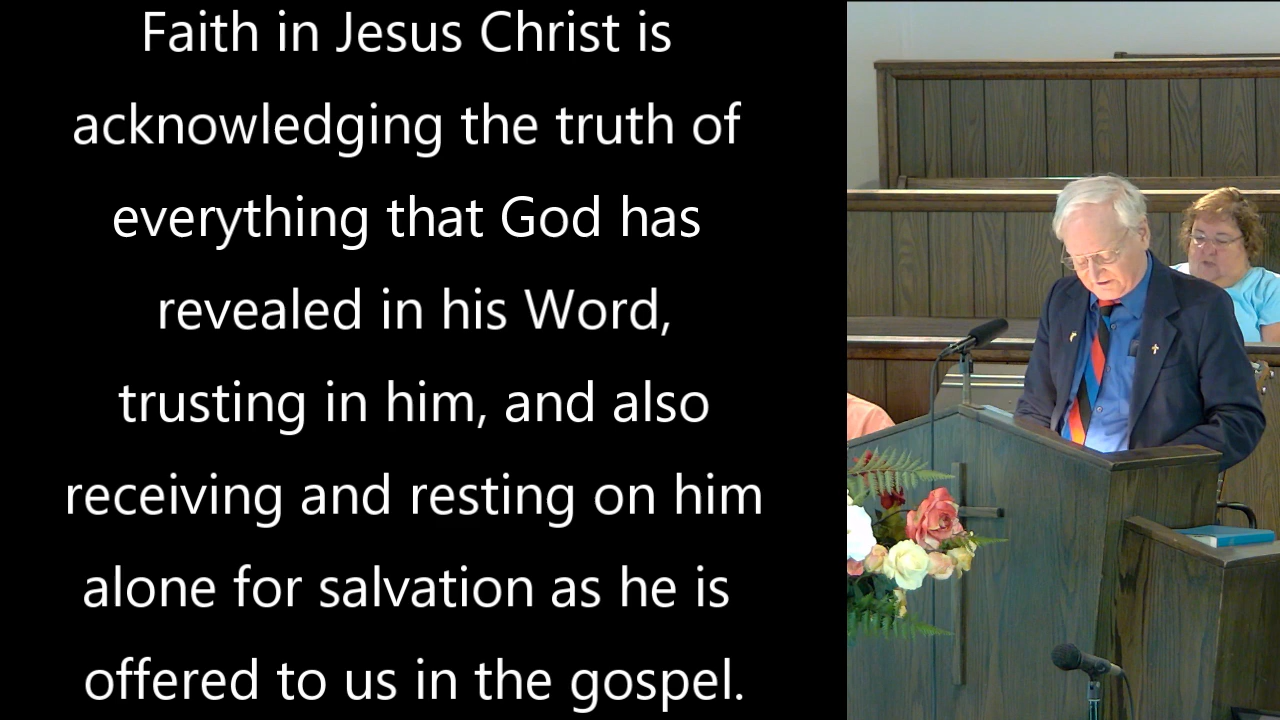 Faith in Jesus Christ is
acknowledging the truth of
everything that God has
revealed in his Word,
trusting in him, and also
receiving and resting on him
alone for salvation as he is
offered to us in the gospel.